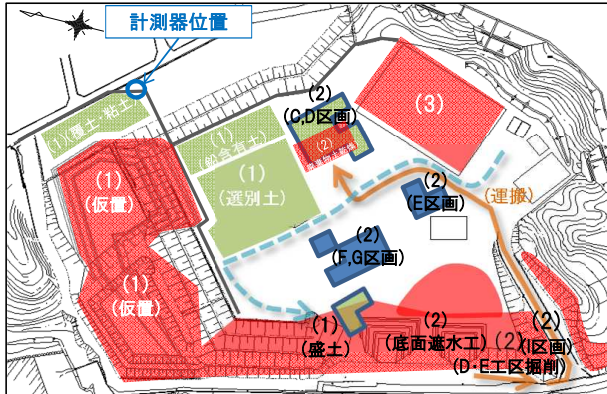 計測器位置
(1)(覆土・粘土)
(1)
(鉛含有土)
(2)
(C,D区画)
(2)
(3)
(1)
(選別土)
(1)
(仮置)
(2)
(E区画)
(運搬)
(2)
(F,G区画)
(1)
(仮置)
(1)
(盛土)
(2)
(底面遮水工)
(2)
(2)
(I区画)
(D・E工区掘削)